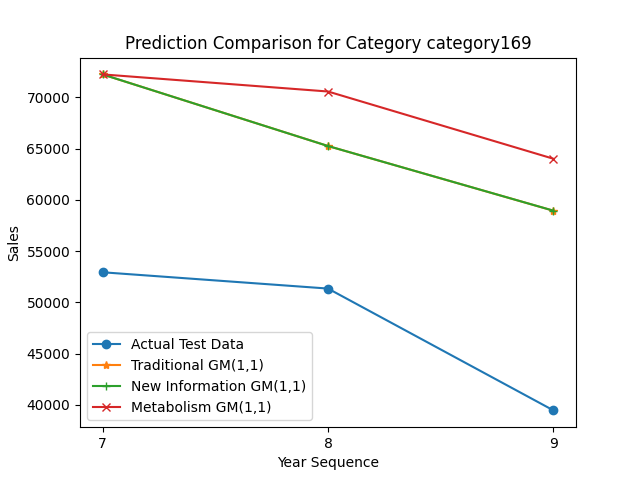 Prediction Comparison for Category category169
Sales
70000
65000
60000
55000
50000
45000
40000
Actual Test Data
Traditional GM(1,1)
New Information GM(1,1)
Metabolism GM(1,1)
7
8
9
Year Sequence